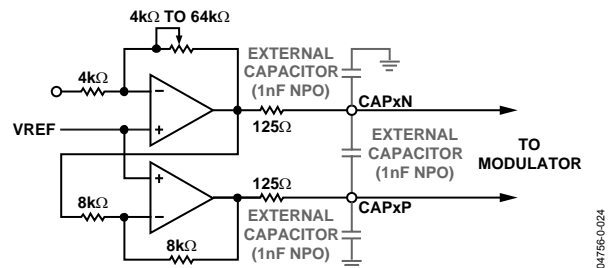 4kΩ TO 64kΩ
EXTERNAL
CAPACITOR
(1nF NPO)
4kΩ
CAPxN
VREF
125Ω
EXTERNAL
CAPACITOR
(1nF NPO)
TO
MODULATOR
125Ω
CAPxP
8kΩ
EXTERNAL
CAPACITOR
(1nF NPO)
8kΩ
04756-0-024